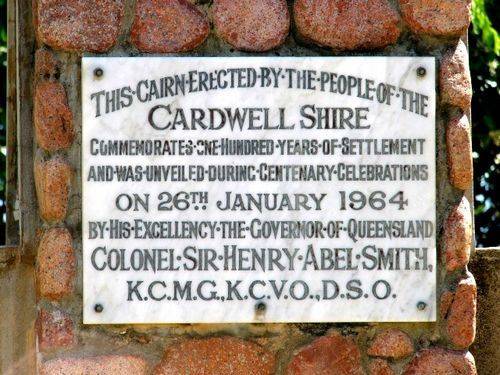 THIS·CAIRN·ERECTED·BY·THE·PEOPLE·OF·THE
CARDWELL SHIRE
COMMEMORATES·ONE·HUNDRED·YEARS·OF·SETTLEMENT
AND·WAS·UNVEILED·DURING·CENTENARY·CELEBRATIONS
ON 26TH JANUARY 1964
BY·HIS·EXCELLENCY·THE·GOVERNOR·OF·QUEENSLAND
COLONEL·SIR·HENRY·ABEL·SMITH,
K.C.M.G., K.C.V.O., D.S.O.